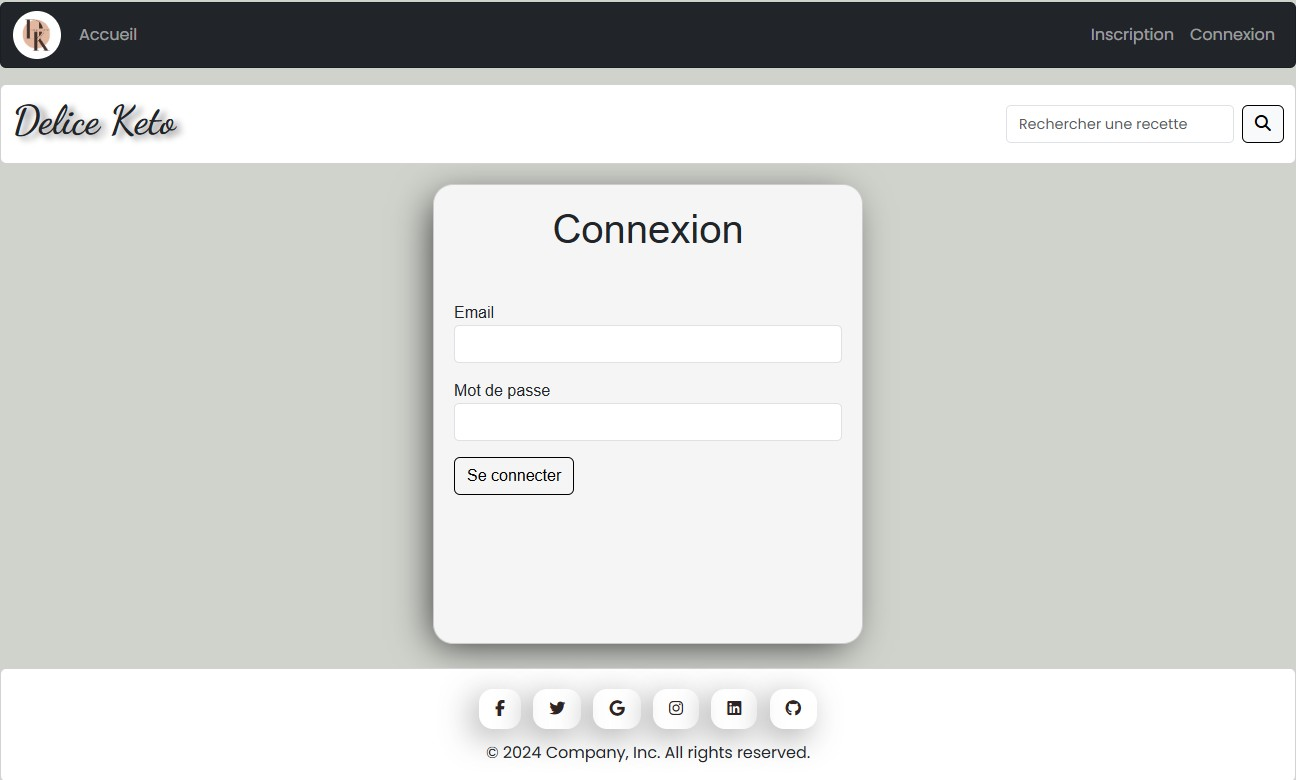 DK
Accueil
Inscription Connexion
Delice Keto
Rechercher une recette
Connexion
Email
Mot de passe
Se connecter
© 2024 Company, Inc. All rights reserved.